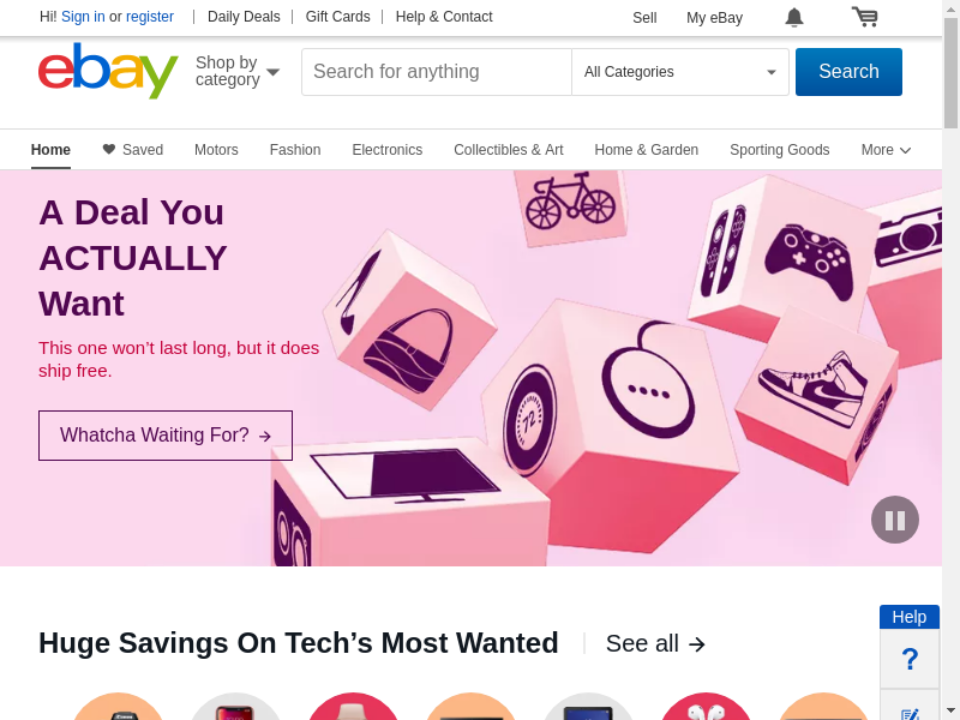 Hi! Sign in or register
Daily Deals
Gift Cards
Help & Contact
Sell
My eBay
ebay
Shop by
category
Search for anything
All Categories
Search
Home
Saved
Motors
Fashion
Electronics
Collectibles & Art
Home & Garden
Sporting Goods
More
A Deal You
ACTUALLY
Want
This one won’t last long, but it does
ship free.
Whatcha Waiting For? →
72
Huge Savings On Tech’s Most Wanted
See all →
Help
?